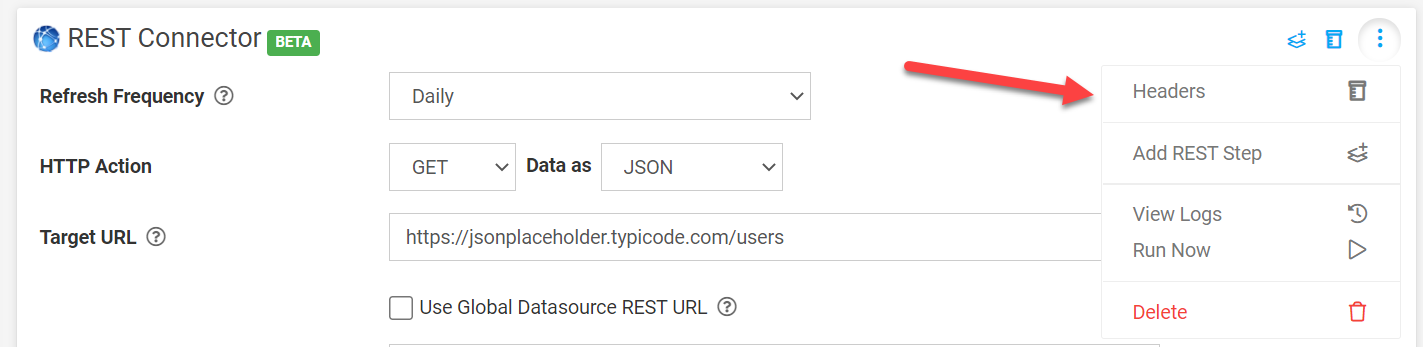 REST Connector BETA
Refresh Frequency ?
Daily
Headers
HTTP Action
GET
Data as
JSON
Add REST Step
Target URL ?
https://jsonplaceholder.typicode.com/users
View Logs
Run Now
Use Global Datasource REST URL ?
Delete